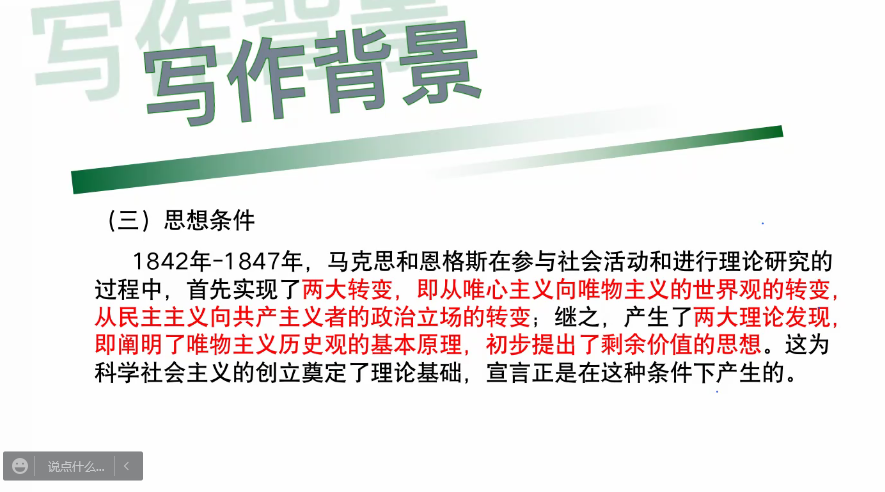 写作背景
写作背景
（三）思想条件
1842年-1847年，马克思和恩格斯在参与社会活动和进行理论研究的
过程中，首先实现了两大转变，即从唯心主义向唯物主义的世界观的转变，
从民主主义向共产主义者的政治立场的转变；继之，产生了两大理论发现，
即阐明了唯物主义历史观的基本原理，初步提出了剩余价值的思想。这为
科学社会主义的创立奠定了理论基础，宣言正是在这种条件下产生的。
说点什么...